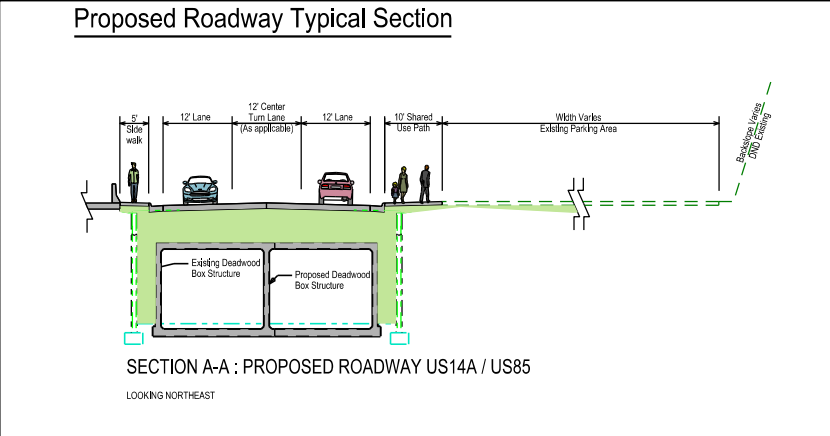 Proposed Roadway Typical Section
5'
Side
walk
12' Lane
12' Center
Turn Lane
(As applicable)
12' Lane
10' Shared
Use Path
Width Varies
Existing Parking Area
Backslope Varies
DND Existing
Existing Deadwood
Box Structure
Proposed Deadwood
Box Structure
SECTION A-A : PROPOSED ROADWAY US14A / US85
LOOKING NORTHEAST